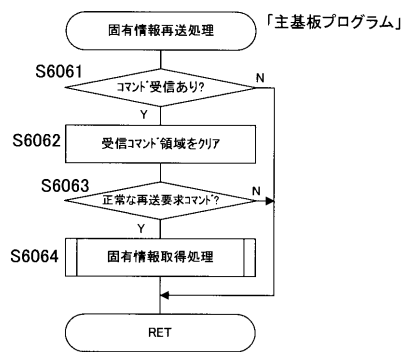 固有情報再送処理
「主基板プログラム」
S6061
コマンド受信あり?
N
Y
S6062
受信コマンド領域をクリア
S6063
正常な再送要求コマンド?
N
Y
S6064
固有情報取得処理
RET